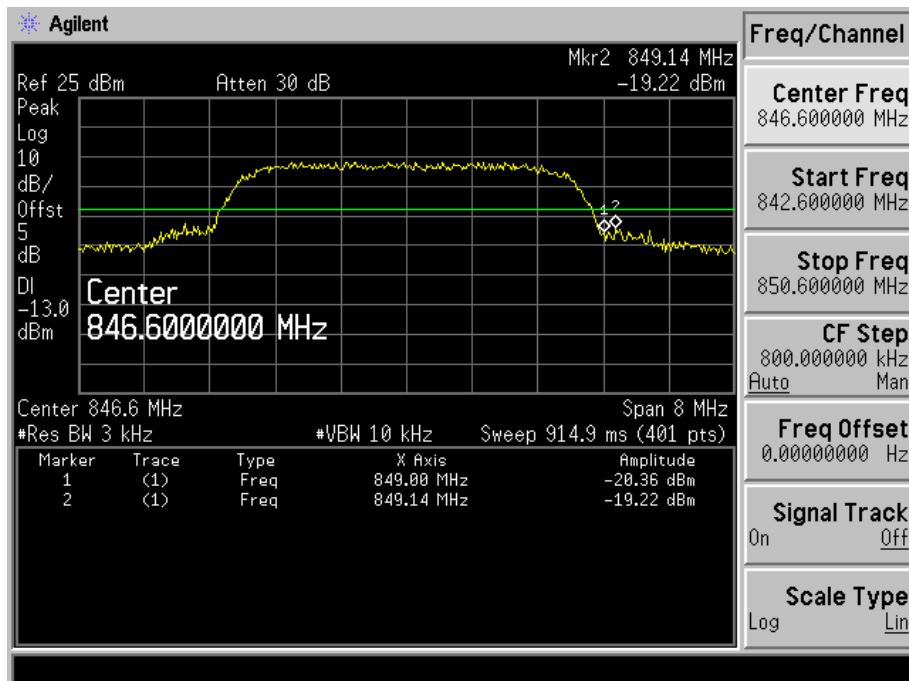 Agilent
Freq/Channel
Mkr2 849.14 MHz
Ref 25 dBm Atten 30 dB -19.22 dBm
Peak
Log
10
dB/
Offst
5
dB
DI
-13.0
dBm
1 2
Center
846.6000000 MHz
Center 846.6 MHz Span 8 MHz
#Res BW 3 kHz #VBW 10 kHz Sweep 914.9 ms (401 pts)
Marker Trace Type X Axis Amplitude
1 (1) Freq 849.00 MHz -20.36 dBm
2 (1) Freq 849.14 MHz -19.22 dBm
Center Freq
846.600000 MHz
Start Freq
842.600000 MHz
Stop Freq
850.600000 MHz
CF Step
800.000000 kHz
Auto Man
Freq Offset
0.00000000 Hz
Signal Track
On Off
Scale Type
Log Lin